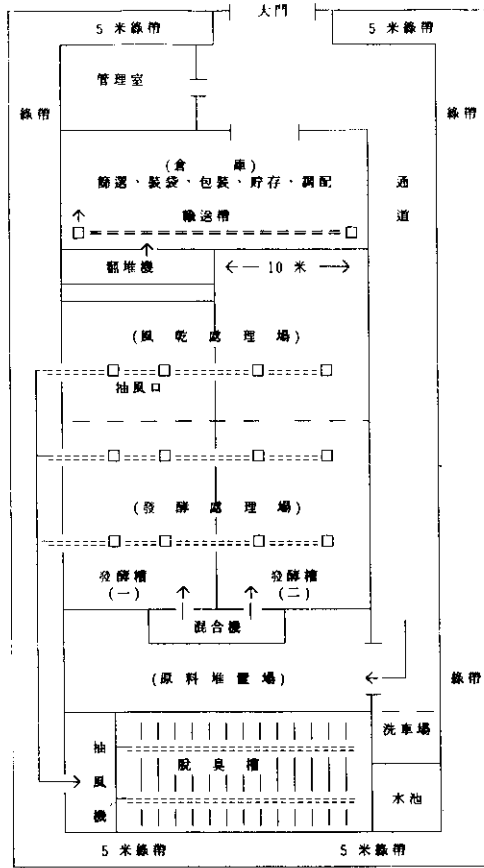 大門
5 米綠帶
5 米綠帶
管理室
綠帶
綠帶
(倉 庫)
篩選、裝袋、包裝、貯存、調配
通道
輸送帶
翻堆機
10 米
(風 乾 處 理 場)
抽風口
(發 酵 處 理 場)
發酵槽
(一)
發酵槽
(二)
混合機
(原 料 堆 置 場)
綠帶
抽風機
脫 臭 槽
洗車場
水池
5 米綠帶
5 米綠帶